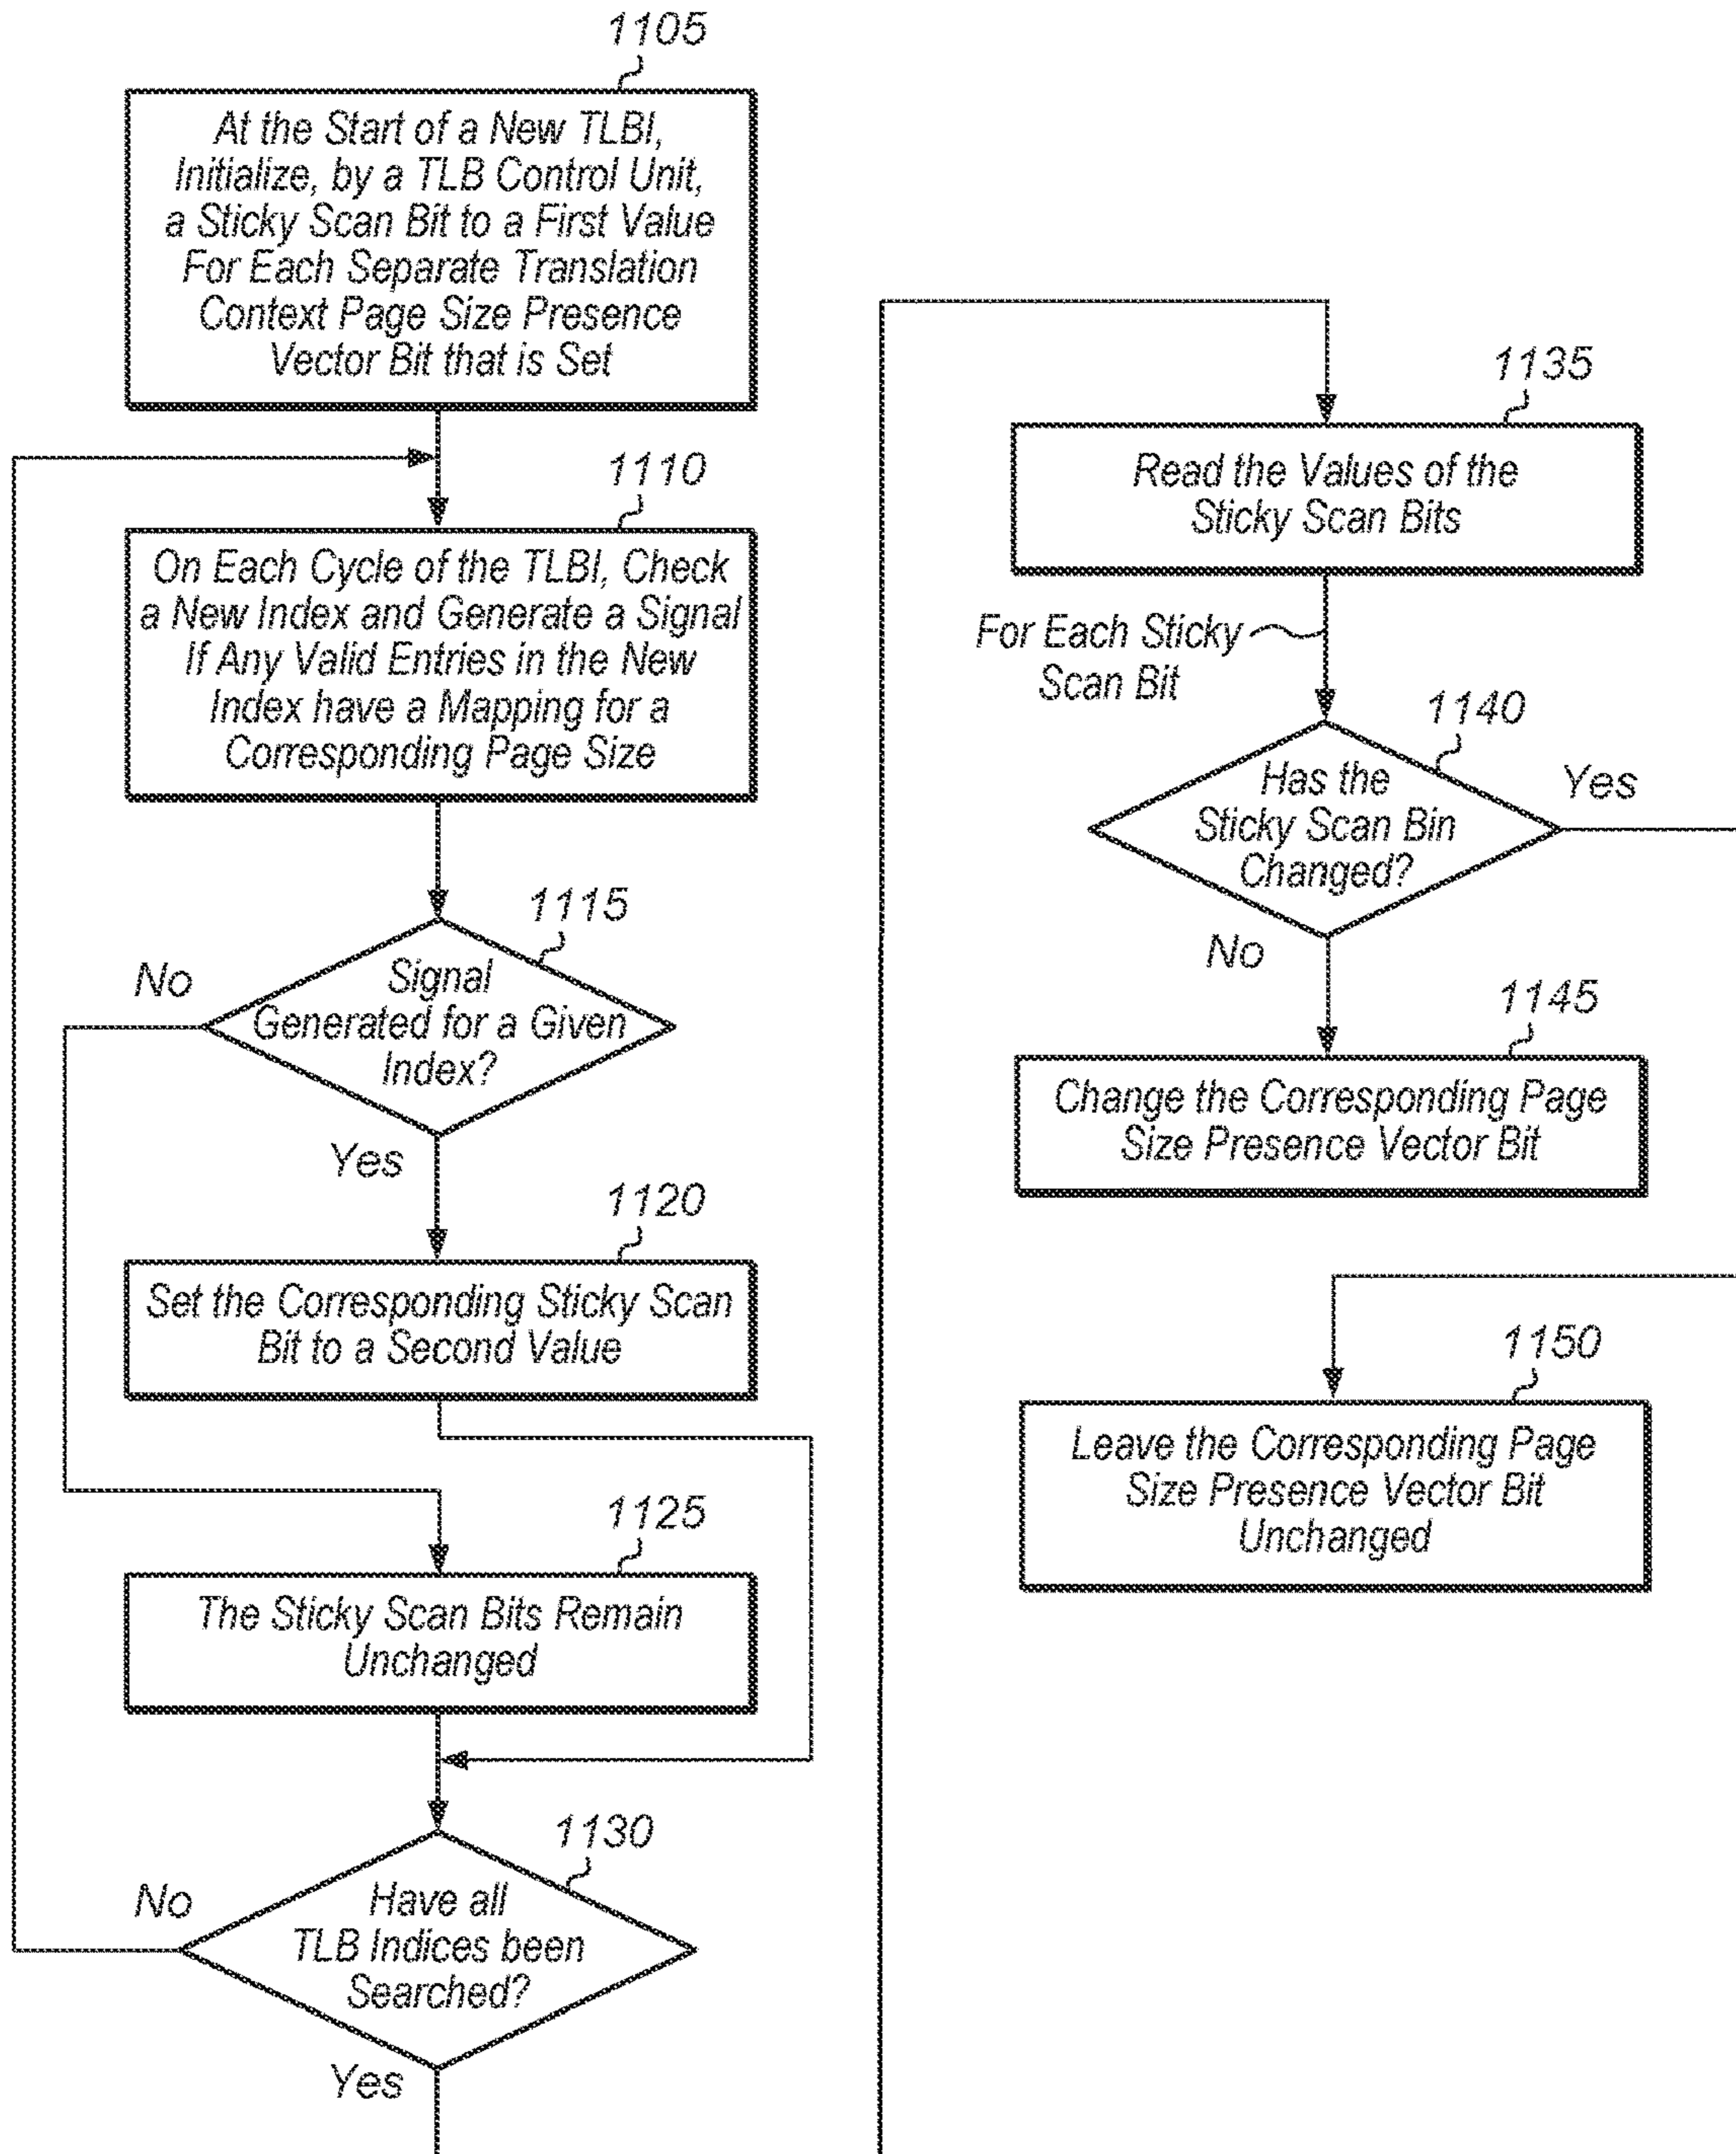 1105
At the Start of a New TLBI,
Initialize, by a TLB Control Unit,
a Sticky Scan Bit to a First Value
For Each Separate Translation
Context Page Size Presence
Vector Bit that is Set
1110
On Each Cycle of the TLBI, Check
a New Index and Generate a Signal
If Any Valid Entries in the New
Index have a Mapping for a
Corresponding Page Size
1115
No
Signal
Generated for a Given
Index?
Yes
1120
Set the Corresponding Sticky Scan
Bit to a Second Value
1125
The Sticky Scan Bits Remain
Unchanged
1130
No
Have all
TLB Indices been
Searched?
Yes
1135
Read the Values of the
Sticky Scan Bits
For Each Sticky
Scan Bit
1140
Has the
Sticky Scan Bin
Changed?
Yes
No
1145
Change the Corresponding Page
Size Presence Vector Bit
1150
Leave the Corresponding Page
Size Presence Vector Bit
Unchanged